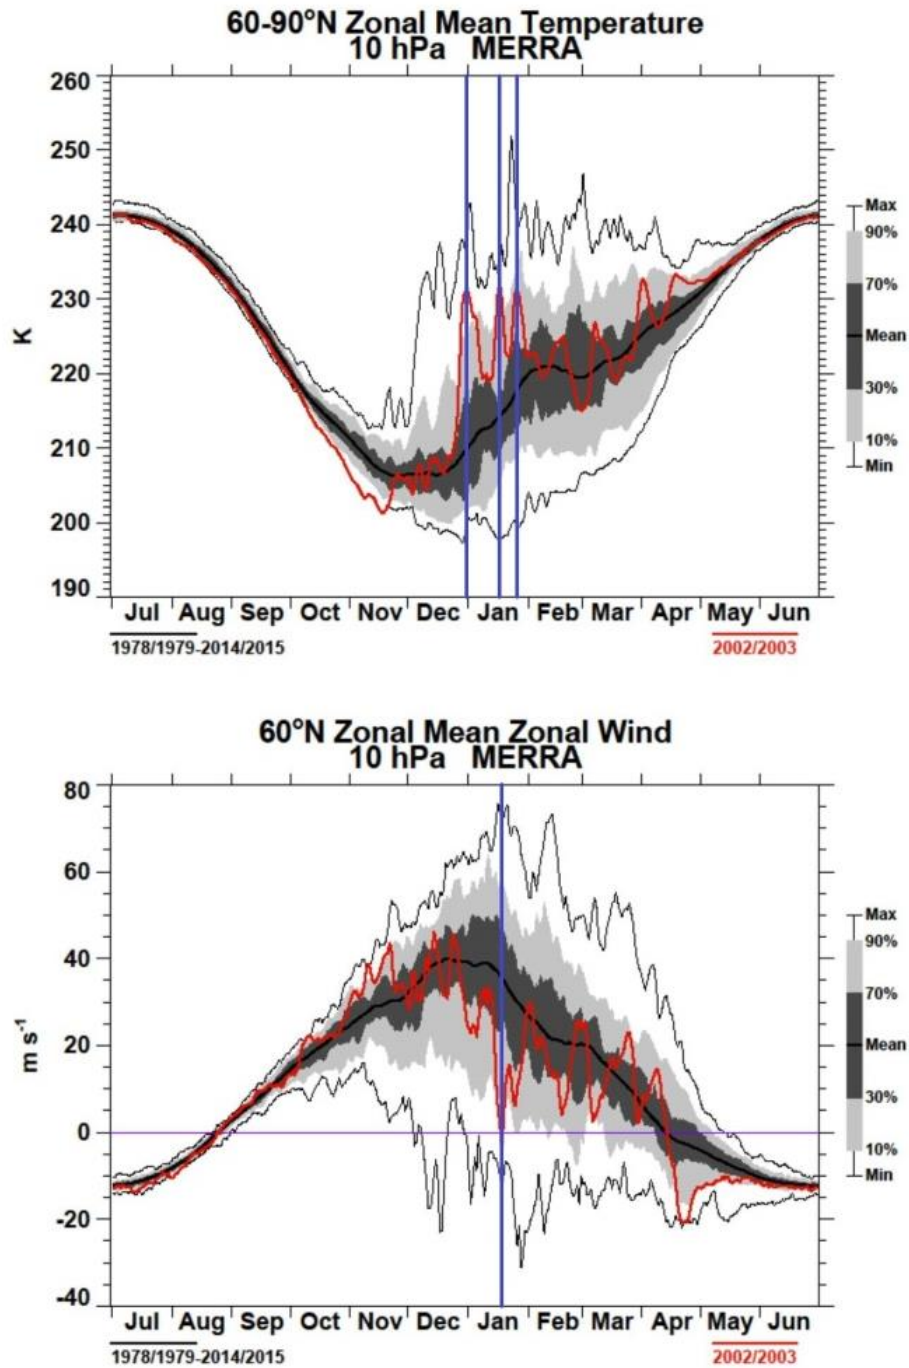 60-90°N Zonal Mean Temperature
10 hPa MERRA
260
250
240
230
220
210
200
190
K
Max
90%
70%
Mean
30%
10%
Min
Jul Aug Sep Oct Nov Dec Jan Feb Mar Apr May Jun
1978/1979-2014/2015 2002/2003
60°N Zonal Mean Zonal Wind
10 hPa MERRA
80
60
40
20
0
-20
-40
m s-1
Max
90%
70%
Mean
30%
10%
Min
Jul Aug Sep Oct Nov Dec Jan Feb Mar Apr May Jun
1978/1979-2014/2015 2002/2003